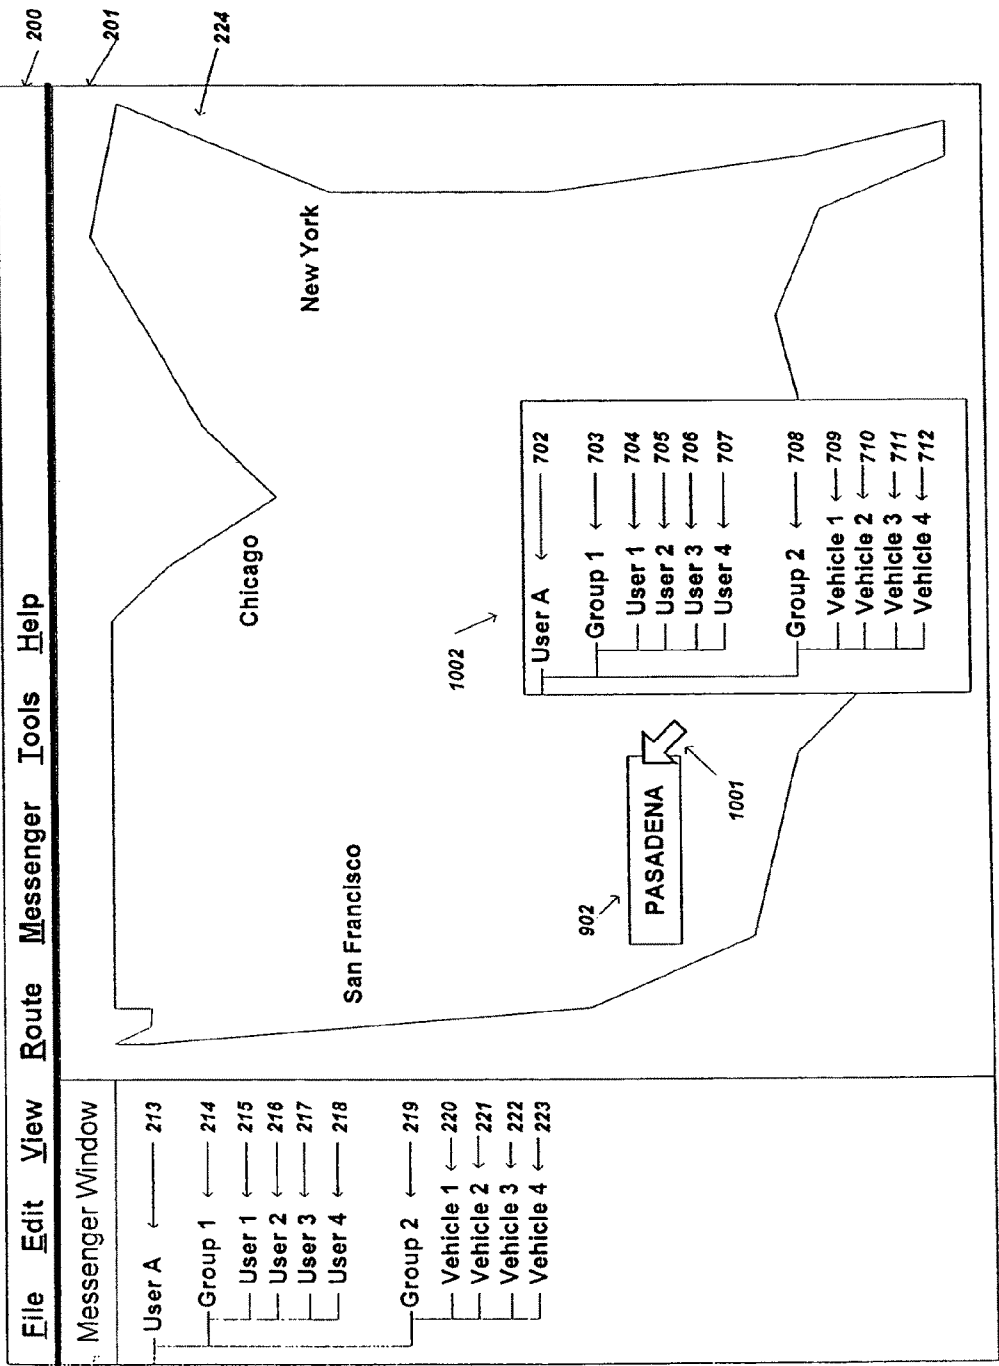 File Edit View Route Messenger Tools Help
200
Messenger Window
201
User A 213
Group 1 214
User 1 215
User 2 216
User 3 217
User 4 218
Group 2 219
Vehicle 1 220
Vehicle 2 221
Vehicle 3 222
Vehicle 4 223
224
Chicago
New York
San Francisco
1002
902
PASADENA
1001
User A 702
Group 1 703
User 1 704
User 2 705
User 3 706
User 4 707
Group 2 708
Vehicle 1 709
Vehicle 2 710
Vehicle 3 711
Vehicle 4 712